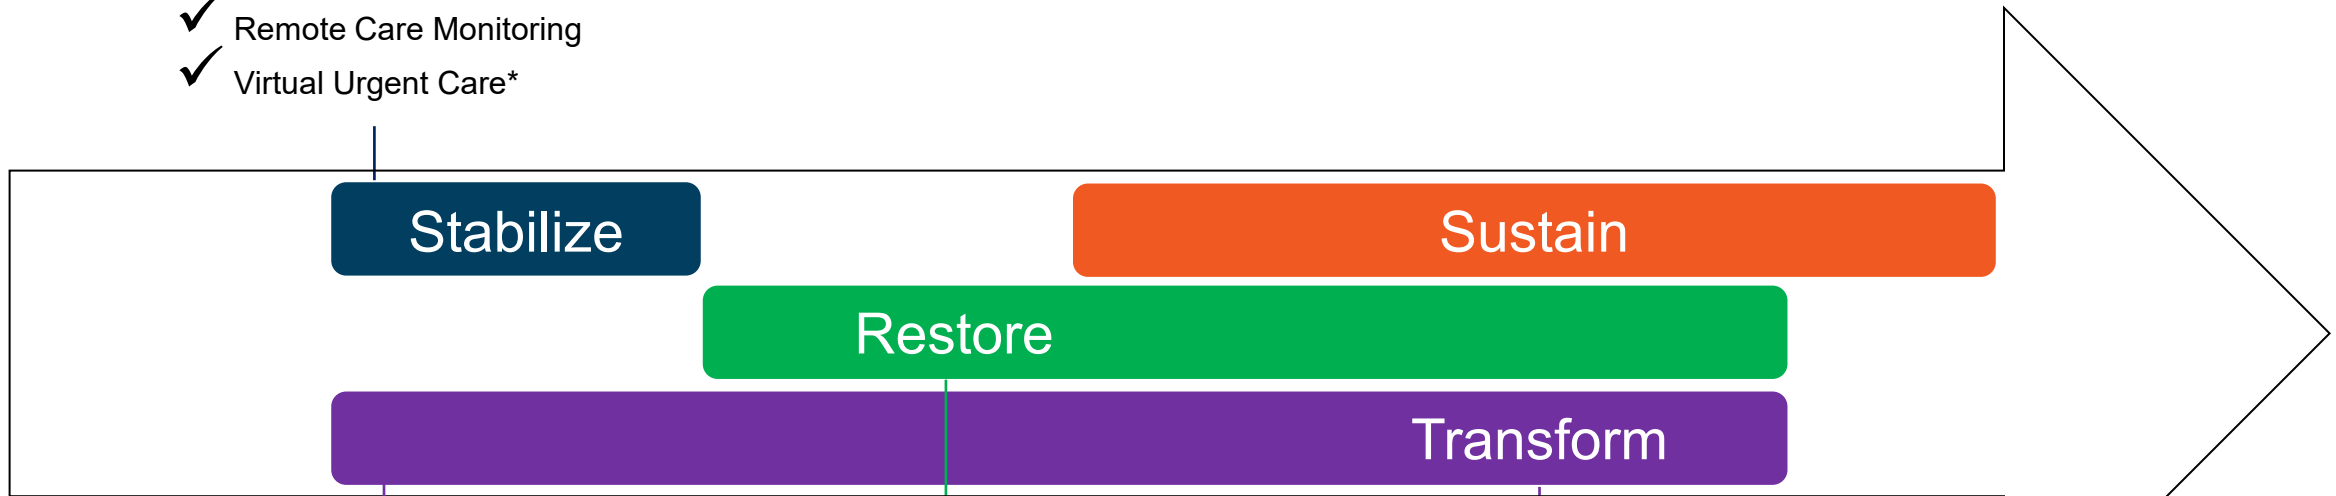 Remote Care Monitoring
Virtual Urgent Care*
Stabilize
Sustain
Restore
Transform